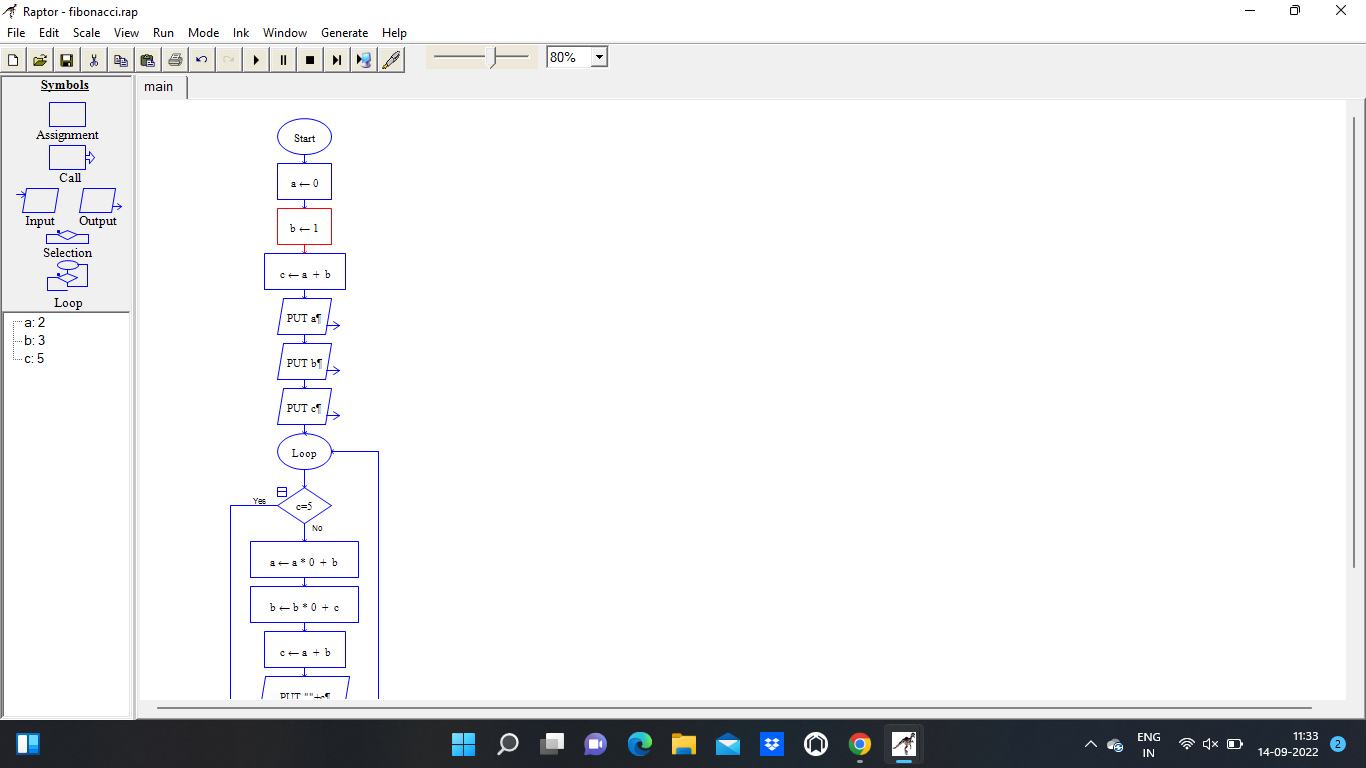 Raptor - fibonacci.rap
File Edit Scale View Run Mode Ink Window Generate Help
80%
Symbols
main
Assignment
Call
Input Output
Selection
Loop
a: 2
b: 3
c: 5
Start
a ← 0
b ← 1
c ← a + b
PUT a¶
PUT b¶
PUT c¶
Loop
Yes
c=5
No
a ← a * 0 + b
b ← b * 0 + c
c ← a + b
PUT ""+c¶
ENG
IN
11:33
14-09-2022
2